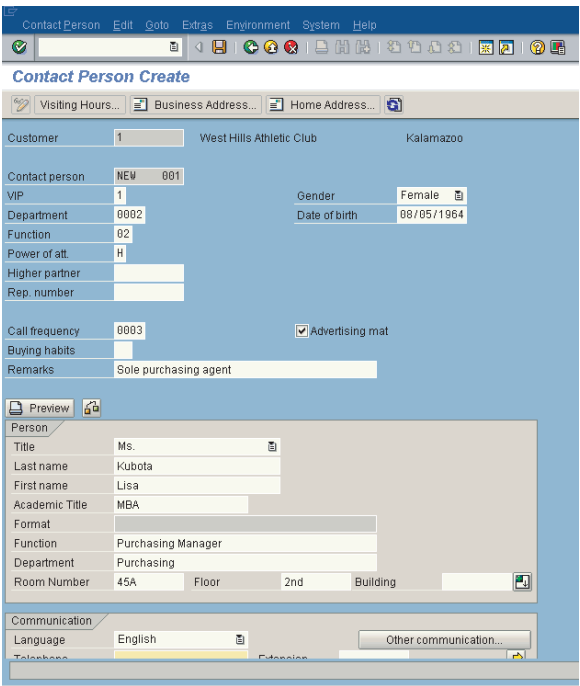 Contact Person Edit Goto Extras Environment System Help
Contact Person Create
Visiting Hours... Business Address... Home Address...
Customer 1 West Hills Athletic Club Kalamazoo
Contact person NEW 001
VIP 1 Gender Female
Department 0002 Date of birth 08/05/1964
Function 02
Power of att. H
Higher partner
Rep. number
Call frequency 0003 Advertising mat
Buying habits
Remarks Sole purchasing agent
Preview
Person
Title Ms.
Last name Kubota
First name Lisa
Academic Title MBA
Format
Function Purchasing Manager
Department Purchasing
Room Number 45A Floor 2nd Building
Communication
Language English Other communication...
Telephone Extension